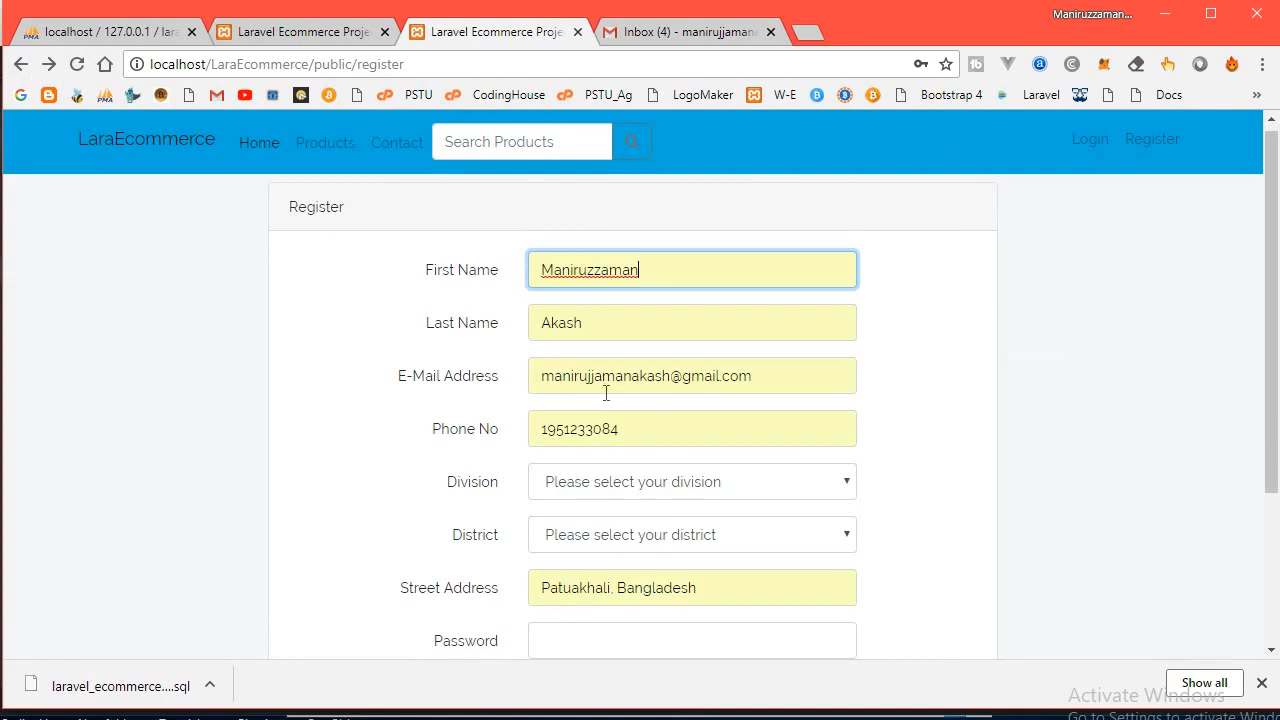 Maniruzzaman...
localhost / 127.0.0.1 / lara
Laravel Ecommerce Proje
Laravel Ecommerce Proje
Inbox (4) - manirujjamana
localhost/LaraEcommerce/public/register
PSTU
CodingHouse
PSTU_Ag
LogoMaker
W-E
Bootstrap 4
Laravel
Docs
»
LaraEcommerce
Home
Products
Contact
Search Products
Login
Register
Register
First Name
Maniruzzaman
Last Name
Akash
E-Mail Address
manirujjamanakash@gmail.com
Phone No
1951233084
Division
Please select your division
District
Please select your district
Street Address
Patuakhali, Bangladesh
Password
laravel_ecommerce....sql
Show all
Activate Windows
Go to Settings to activate Wind